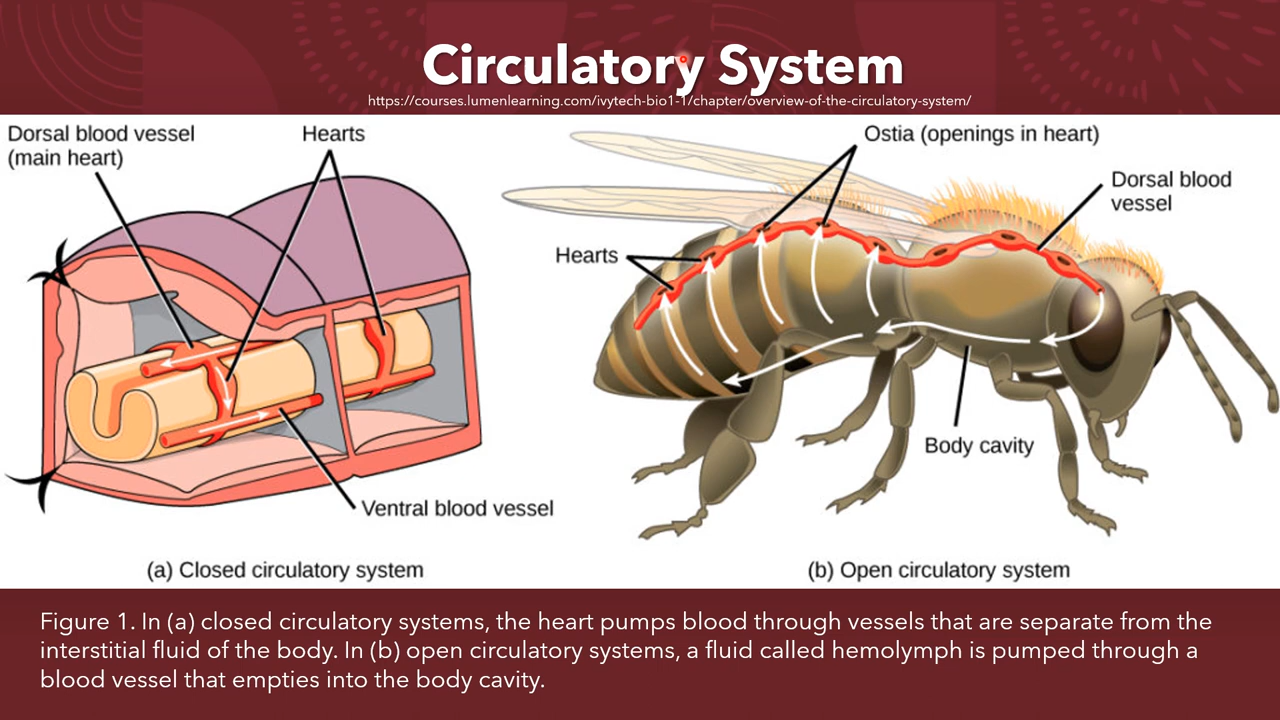 Circulatory System
https://courses.lumenlearning.com/ivytech-bio1-1/chapter/overview-of-the-circulatory-system/
Dorsal blood vessel
(main heart)
Hearts
Ventral blood vessel
(a) Closed circulatory system
Ostia (openings in heart)
Dorsal blood
vessel
Hearts
Body cavity
(b) Open circulatory system
Figure 1. In (a) closed circulatory systems, the heart pumps blood through vessels that are separate from the
interstitial fluid of the body. In (b) open circulatory systems, a fluid called hemolymph is pumped through a
blood vessel that empties into the body cavity.